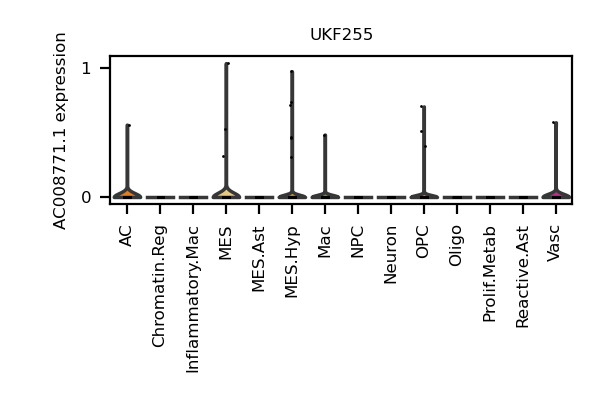 UKF255
AC008771.1 expression
1
0
AC
Chromatin.Reg
Inflammatory.Mac
MES
MES.Ast
MES.Hyp
Mac
NPC
Neuron
OPC
Oligo
Prolif.Metab
Reactive.Ast
Vasc